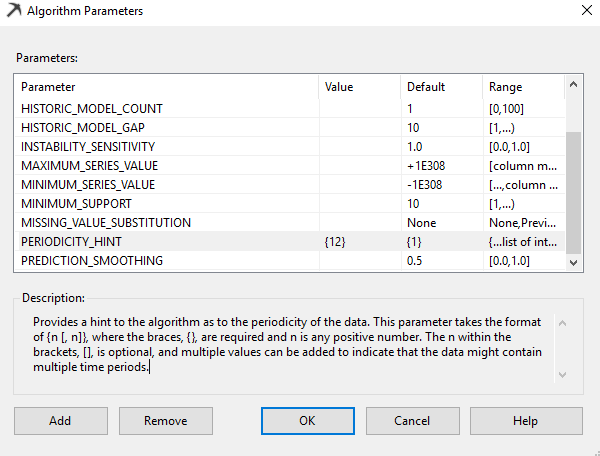 Algorithm Parameters
Parameters:
Parameter Value Default Range
HISTORIC_MODEL_COUNT 1 [0,100]
HISTORIC_MODEL_GAP 10 [1,...)
INSTABILITY_SENSITIVITY 1.0 [0.0,1.0]
MAXIMUM_SERIES_VALUE +1E308 [column m...
MINIMUM_SERIES_VALUE -1E308 [...,column ...
MINIMUM_SUPPORT 10 [1,...)
MISSING_VALUE_SUBSTITUTION None None,Previ...
PERIODICITY_HINT {12} {1} {...list of int...
PREDICTION_SMOOTHING 0.5 [0.0,1.0]
Description:
Provides a hint to the algorithm as to the periodicity of the data. This parameter takes the format
of {n [, n]}, where the braces, {}, are required and n is any positive number. The n within the
brackets, [], is optional, and multiple values can be added to indicate that the data might contain
multiple time periods.
Add Remove OK Cancel Help